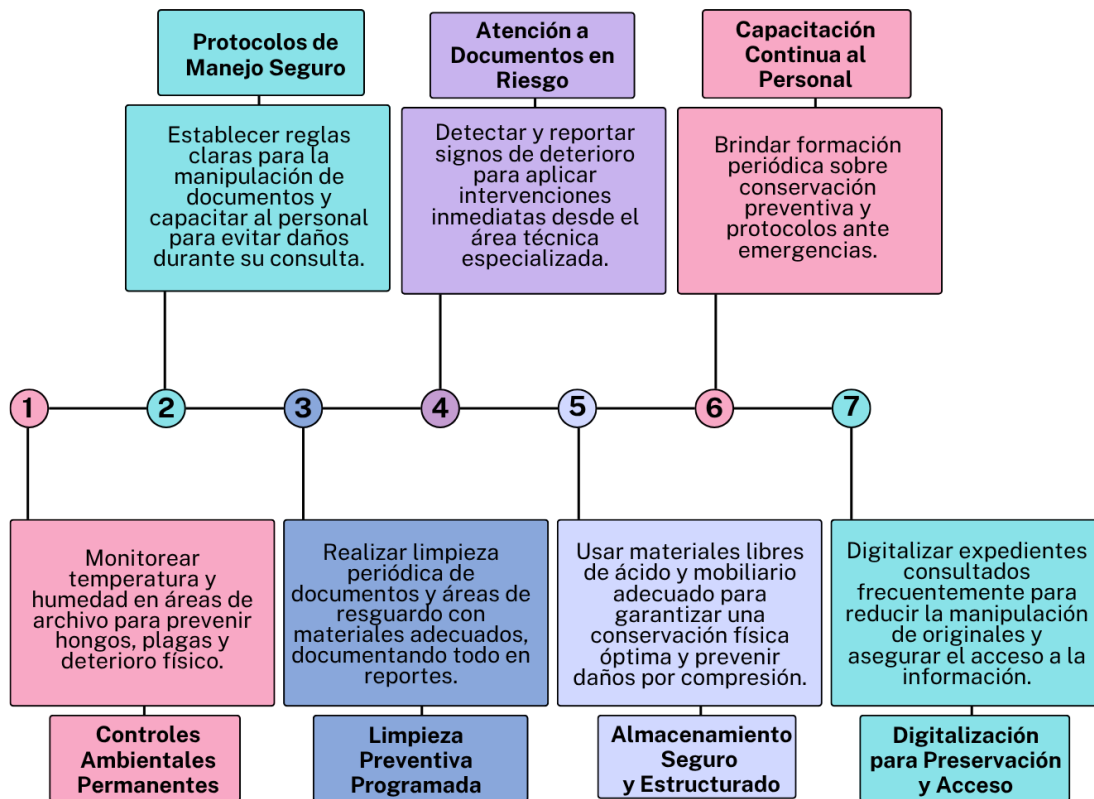 Protocolos de
Manejo Seguro
Establecer reglas
claras para la
manipulación de
documentos y
capacitar al personal
para evitar daños
durante su consulta.
Atención a
Documentos en
Riesgo
Detectar y reportar
signos de deterioro
para aplicar
intervenciones
inmediatas desde el
área técnica
especializada.
Capacitación
Continua al
Personal
Brindar formación
periódica sobre
conservación
preventiva y
protocolos ante
emergencias.
1
2
3
4
5
6
7
Monitorear
temperatura y
humedad en áreas de
archivo para prevenir
hongos, plagas y
deterioro físico.
Controles
Ambientales
Permanentes
Realizar limpieza
periódica de
documentos y áreas de
resguardo con
materiales adecuados,
documentando todo en
reportes.
Limpieza
Preventiva
Programada
Usar materiales libres
de ácido y mobiliario
adecuado para
garantizar una
conservación física
óptima y prevenir
daños por compresión.
Almacenamiento
Seguro
y Estructurado
Digitalizar expedientes
consultados
frecuentemente para
reducir la manipulación
de originales y
asegurar el acceso a la
información.
Digitalización
para Preservación
y Acceso